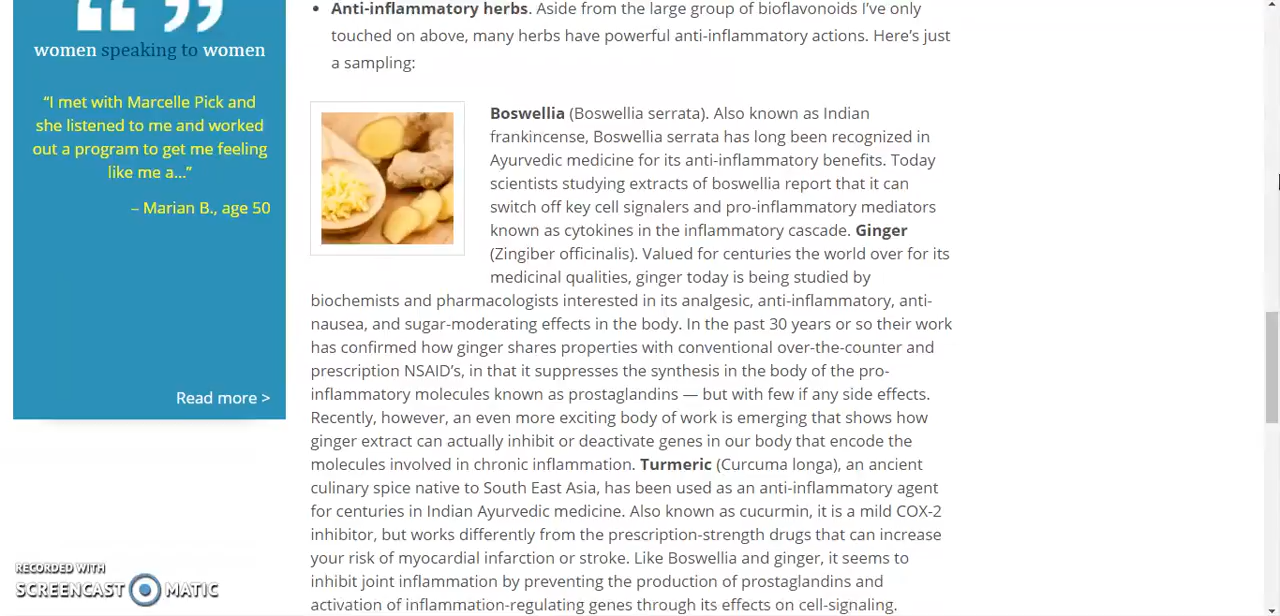 women speaking to women
“I met with Marcelle Pick and
she listened to me and worked
out a program to get me feeling
like me a...”
– Marian B., age 50
Read more >
Anti-inflammatory herbs. Aside from the large group of bioflavonoids I’ve only
touched on above, many herbs have powerful anti-inflammatory actions. Here’s just
a sampling:
Boswellia (Boswellia serrata). Also known as Indian
frankincense, Boswellia serrata has long been recognized in
Ayurvedic medicine for its anti-inflammatory benefits. Today
scientists studying extracts of boswellia report that it can
switch off key cell signalers and pro-inflammatory mediators
known as cytokines in the inflammatory cascade. Ginger
(Zingiber officinalis). Valued for centuries the world over for its
medicinal qualities, ginger today is being studied by
biochemists and pharmacologists interested in its analgesic, anti-inflammatory, anti-
nausea, and sugar-moderating effects in the body. In the past 30 years or so their work
has confirmed how ginger shares properties with conventional over-the-counter and
prescription NSAID’s, in that it suppresses the synthesis in the body of the pro-
inflammatory molecules known as prostaglandins — but with few if any side effects.
Recently, however, an even more exciting body of work is emerging that shows how
ginger extract can actually inhibit or deactivate genes in our body that encode the
molecules involved in chronic inflammation. Turmeric (Curcuma longa), an ancient
culinary spice native to South East Asia, has been used as an anti-inflammatory agent
for centuries in Indian Ayurvedic medicine. Also known as cucurmin, it is a mild COX-2
inhibitor, but works differently from the prescription-strength drugs that can increase
your risk of myocardial infarction or stroke. Like Boswellia and ginger, it seems to
inhibit joint inflammation by preventing the production of prostaglandins and
activation of inflammation-regulating genes through its effects on cell-signaling.
RECORDED WITH
SCREENCAST MATIC